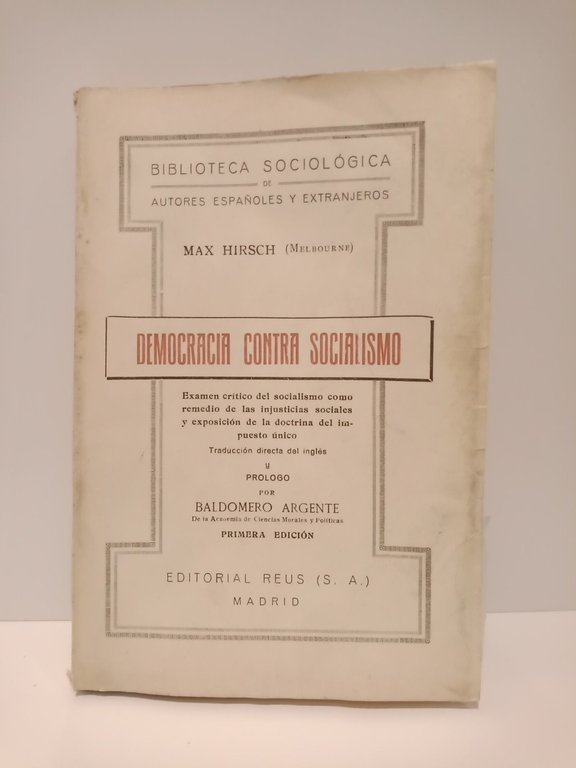 BIBLIOTECA SOCIOLÓGICA
DE
AUTORES ESPAÑOLES Y EXTRANJEROS
MAX HIRSCH (MELBOURNE)
DEMOCRACIA CONTRA SOCIALISMO
Examen crítico del socialismo como
remedio de las injusticias sociales
y exposición de la doctrina del im-
puesto único
Traducción directa del inglés
y
PROLOGO
POR
BALDOMERO ARGENTE
De la Academia de Ciencias Morales y Políticas
PRIMERA EDICIÓN
EDITORIAL REUS (S. A.)
MADRID